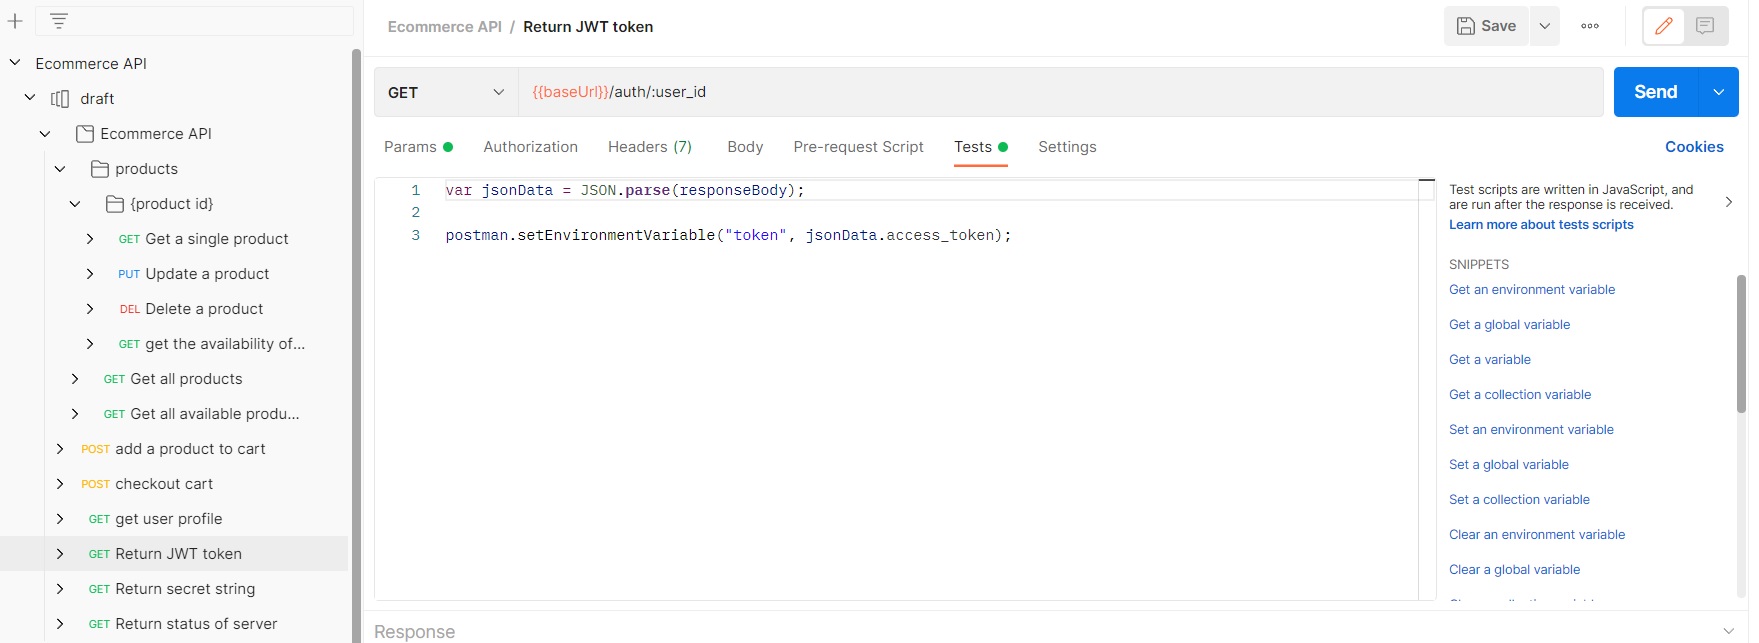 Ecommerce API
draft
Ecommerce API
products
{product id}
GET Get a single product
PUT Update a product
DEL Delete a product
GET get the availability of...
GET Get all products
GET Get all available produ...
POST add a product to cart
POST checkout cart
GET get user profile
GET Return JWT token
GET Return secret string
GET Return status of server
Ecommerce API / Return JWT token
Save
GET
{{baseUrl}}/auth/:user_id
Send
Params
Authorization
Headers (7)
Body
Pre-request Script
Tests
Settings
Cookies
1 var jsonData = JSON.parse(responseBody);
2
3 postman.setEnvironmentVariable("token", jsonData.access_token);
Test scripts are written in JavaScript, and
are run after the response is received.
Learn more about tests scripts
SNIPPETS
Get an environment variable
Get a global variable
Get a variable
Get a collection variable
Set an environment variable
Set a global variable
Set a collection variable
Clear an environment variable
Clear a global variable
Response